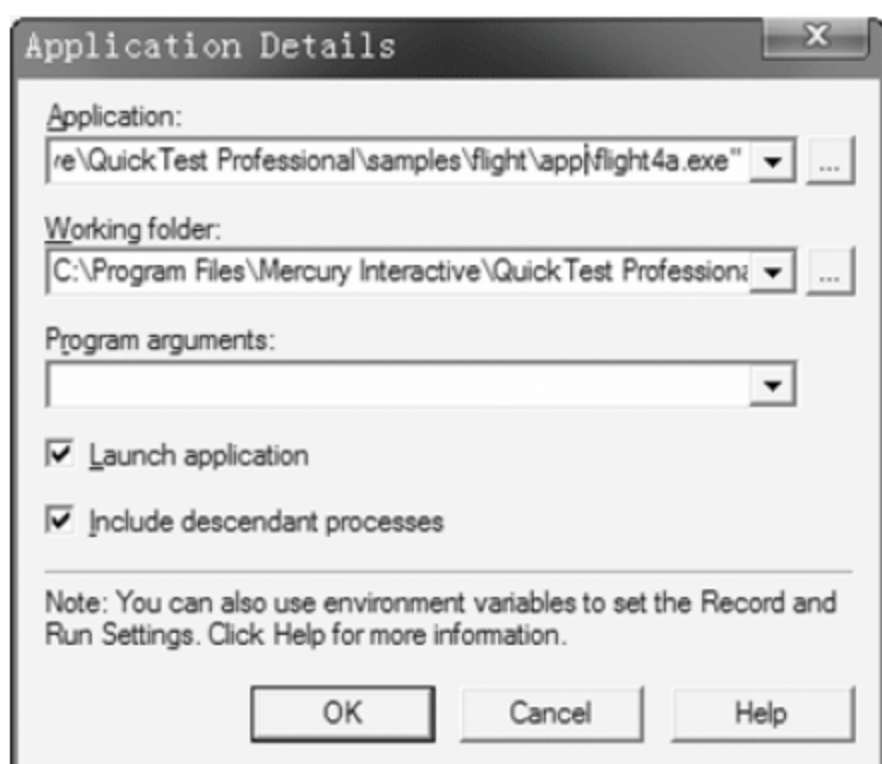 Application Details
Application:
re\QuickTest Professional\samples\flight\app\flight4a.exe"
...
Working folder:
C:\Program Files\Mercury Interactive\QuickTest Professiona
...
Program arguments:
Launch application
Include descendant processes
Note: You can also use environment variables to set the Record and
Run Settings. Click Help for more information.
OK
Cancel
Help